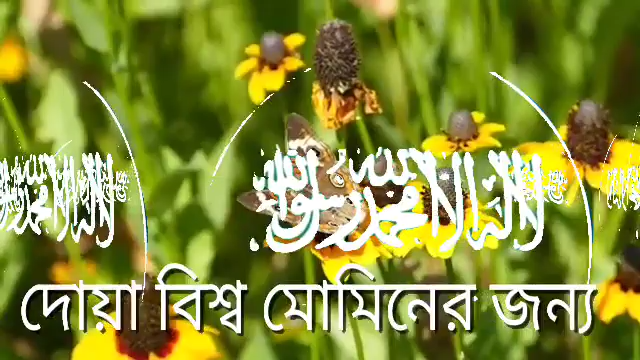 لا إله إلا الله محمد رسول الله
দোয়া বিশ্ব মোমিনের জন্য